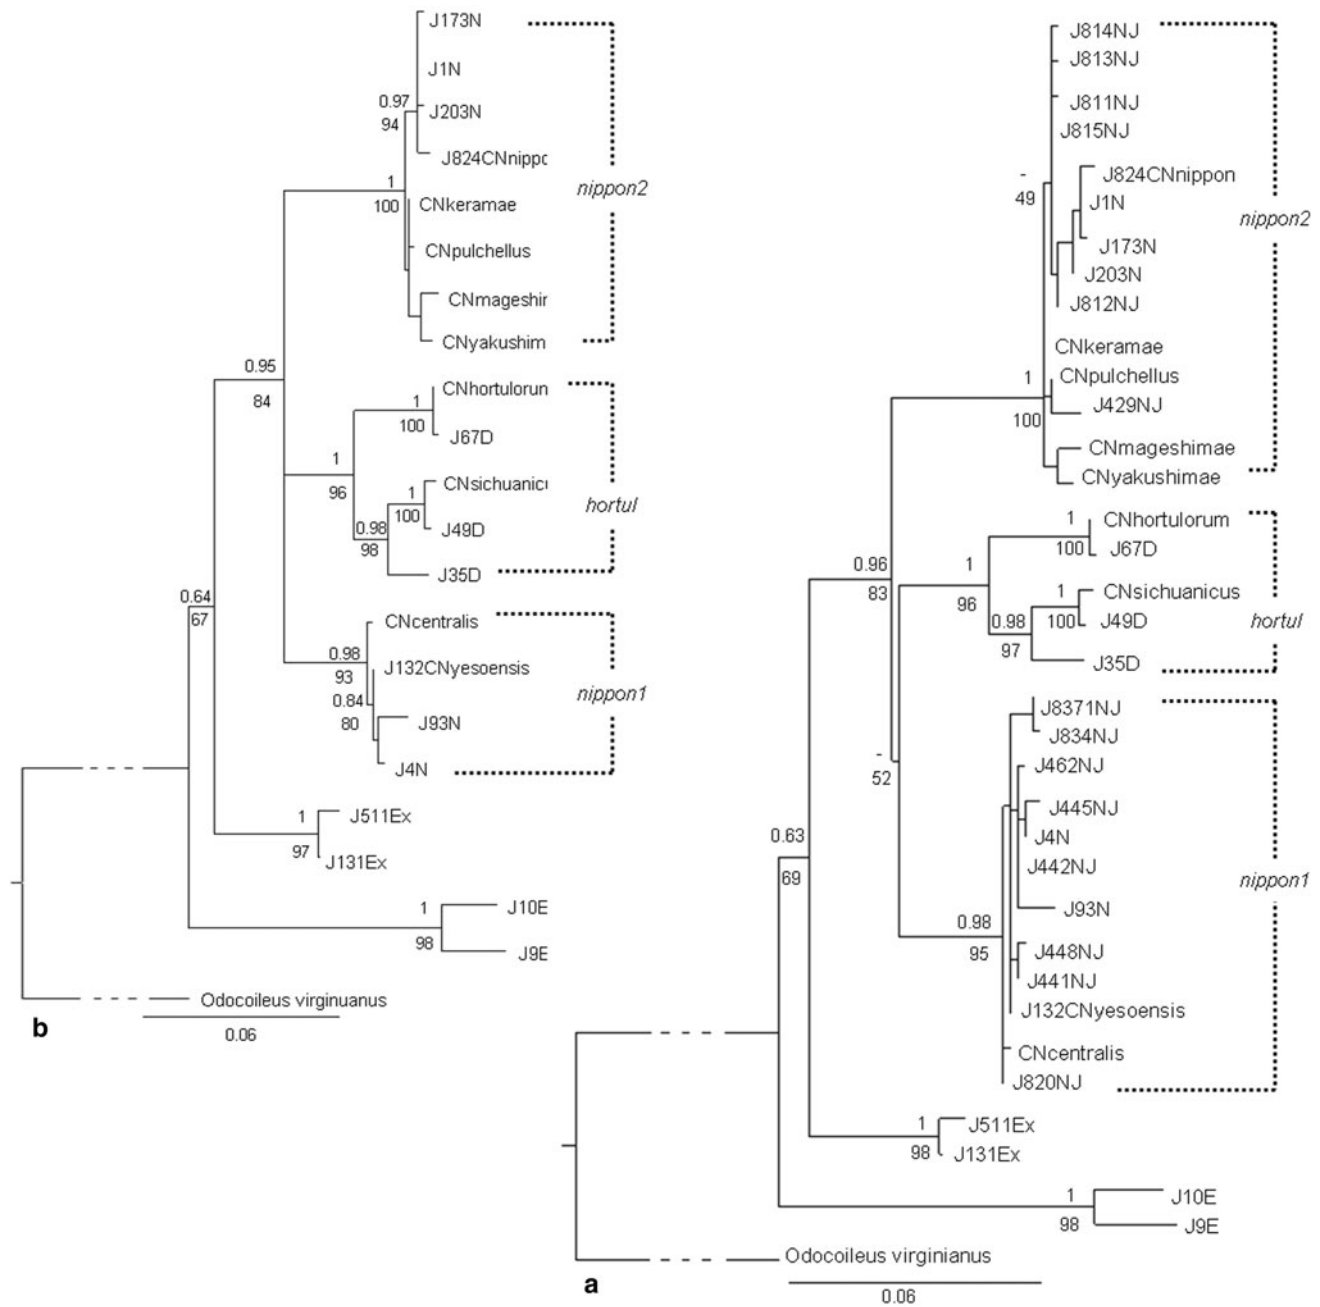 J173N
J1N
0.97
J203N
94
J824CNnippo
1
nippon2
100
CNkeramae
CNpulchellus
CNmageshir
CNyakushim
0.95
84
CNhortulorun
1
100
J67D
1
96
CNsichuanicu
1
100
hortul
0.98
J49D
98
J35D
0.64
67
CNcentralis
0.98
93
J132CNyesoensis
0.84
80
nippon1
J93N
J4N
1
J511Ex
97
J131Ex
1
J10E
98
J9E
Odocoileus virginuanus
b
0.06
J814NJ
J813NJ
J811NJ
J815NJ
-
49
J824CNnippon
J1N
nippon2
J173N
J203N
J812NJ
CNkeramae
1
CNpulchellus
100
J429NJ
CNmageshimae
CNyakushimae
1
CNhortulorum
100
J67D
0.96
83
1
96
1
CNsichuanicus
0.98
100
J49D
hortul
97
J35D
J8371NJ
J834NJ
-
52
J462NJ
J445NJ
J4N
0.63
69
J442NJ
nippon1
J93N
0.98
95
J448NJ
J441NJ
J132CNyesoensis
CNcentralis
J820NJ
1
J511Ex
98
J131Ex
1
J10E
98
J9E
Odocoileus virginianus
a
0.06